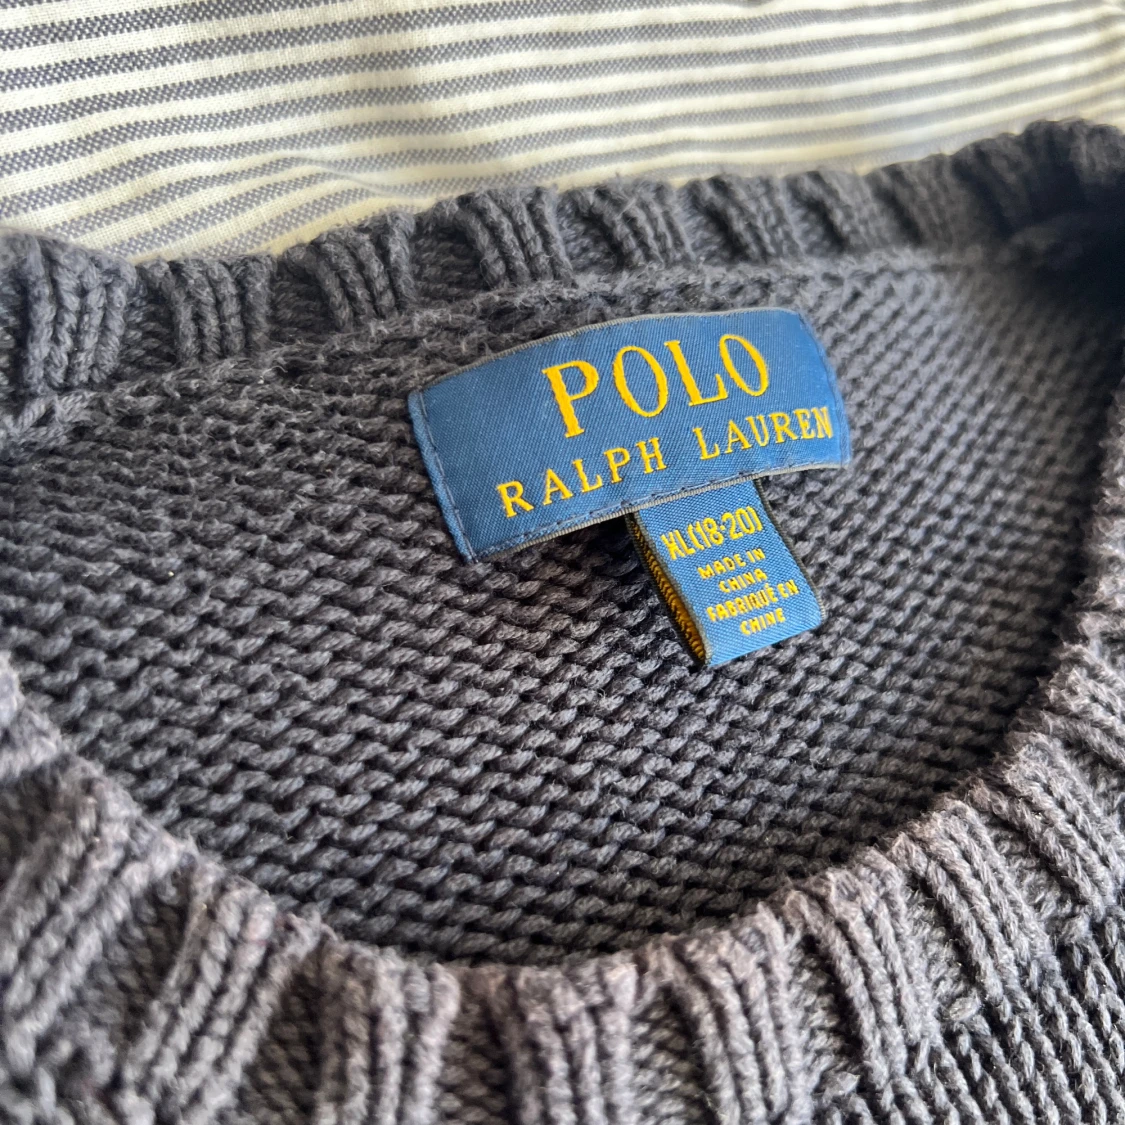 POLO
RALPH LAUREN
XL(18-20)
MADE IN
CHINA
FABRIQUÉ EN
CHINE